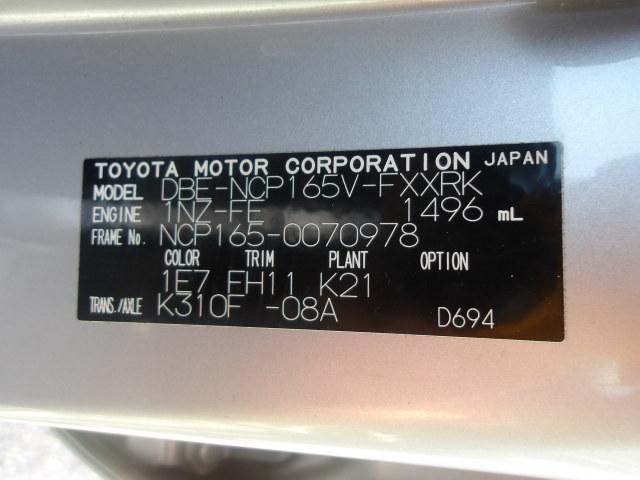 TOYOTA MOTOR CORPORATION JAPAN
MODEL DBE-NCP165V-FXXRK
ENGINE 1NZ-FE 1496 mL
FRAME No. NCP165-0070978
COLOR TRIM PLANT OPTION
1E7 FH11 K21
TRANS./AXLE K310F -08A D694